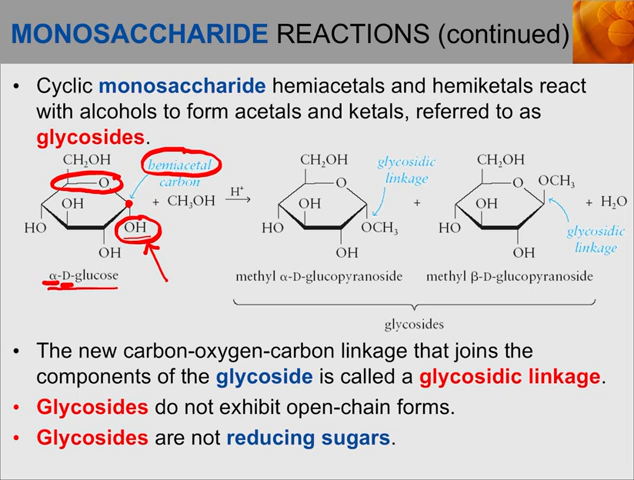 MONOSACCHARIDE REACTIONS (continued)
• Cyclic monosaccharide hemiacetals and hemiketals react
with alcohols to form acetals and ketals, referred to as
glycosides.
CH₂OH
hemiacetal
carbon
O
OH
HO
OH
OH
α-D-glucose
+ CH₃OH
H⁺
CH₂OH
glycosidic
linkage
O
OH
HO
OCH₃
OH
methyl α-D-glucopyranoside
+
CH₂OH
O
OCH₃
OH
HO
OH
glycosidic
linkage
methyl β-D-glucopyranoside
+ H₂O
glycosides
• The new carbon-oxygen-carbon linkage that joins the
components of the glycoside is called a glycosidic linkage.
• Glycosides do not exhibit open-chain forms.
• Glycosides are not reducing sugars.